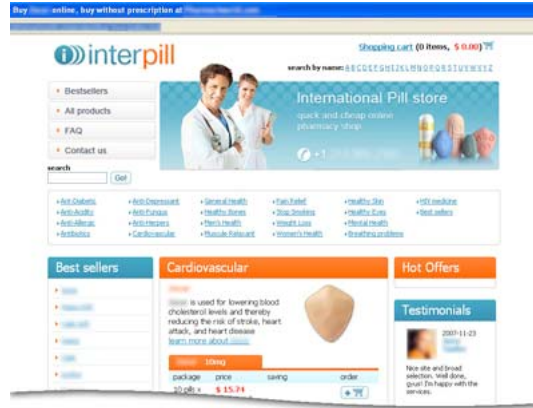 Buy online, buy without prescription at
interpill
Shopping cart (0 items, $ 0.00)
search by name: A B C D E F G H I J K L M N O P Q R S T U V W X Y Z
Bestsellers
All products
FAQ
Contact us
International Pill store
quick and cheap online
pharmacy shop
+1
search
Go!
Anti-Diabetic
Anti-Depressant
General Health
Pain Relief
Healthy Skin
HIV medicine
Anti-Acidity
Anti-Fungus
Healthy Bones
Stop Smoking
Healthy Eyes
Best sellers
Anti-Allergic
Anti-Herpes
Men's Health
Weight Loss
Mental Health
Antibiotics
Cardiovascular
Muscle Relaxant
Women's Health
Breathing problems
Best sellers
Cardiovascular
Hot Offers
is used for lowering blood
cholesterol levels and thereby
reducing the risk of stroke, heart
attack, and heart disease
learn more about
10mg
package price saving order
10 pills x $ 15.74
Testimonials
2007-11-23
Nice site and broad
selection. Well done,
guys! I'm happy with the
services.